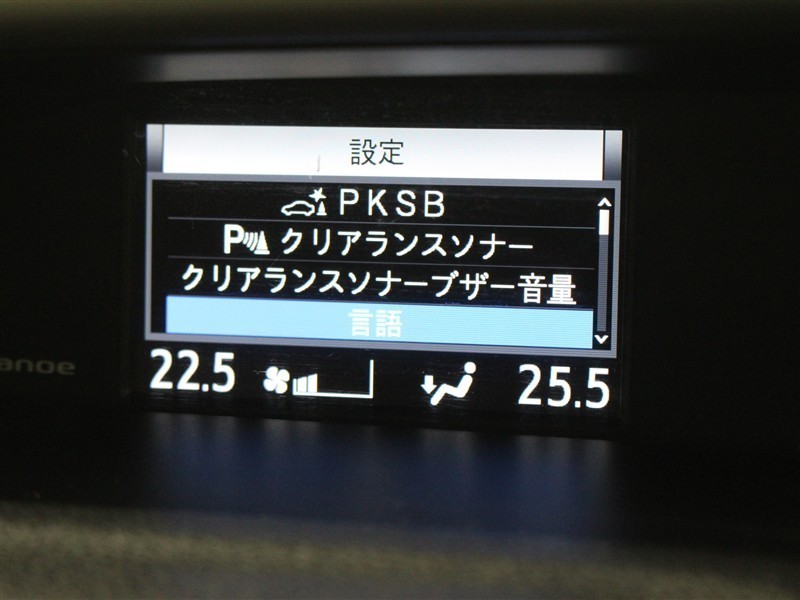 設定
PKSB
P クリアランスソナー
クリアランスソナーブザー音量
言語
22.5 25.5
anoe